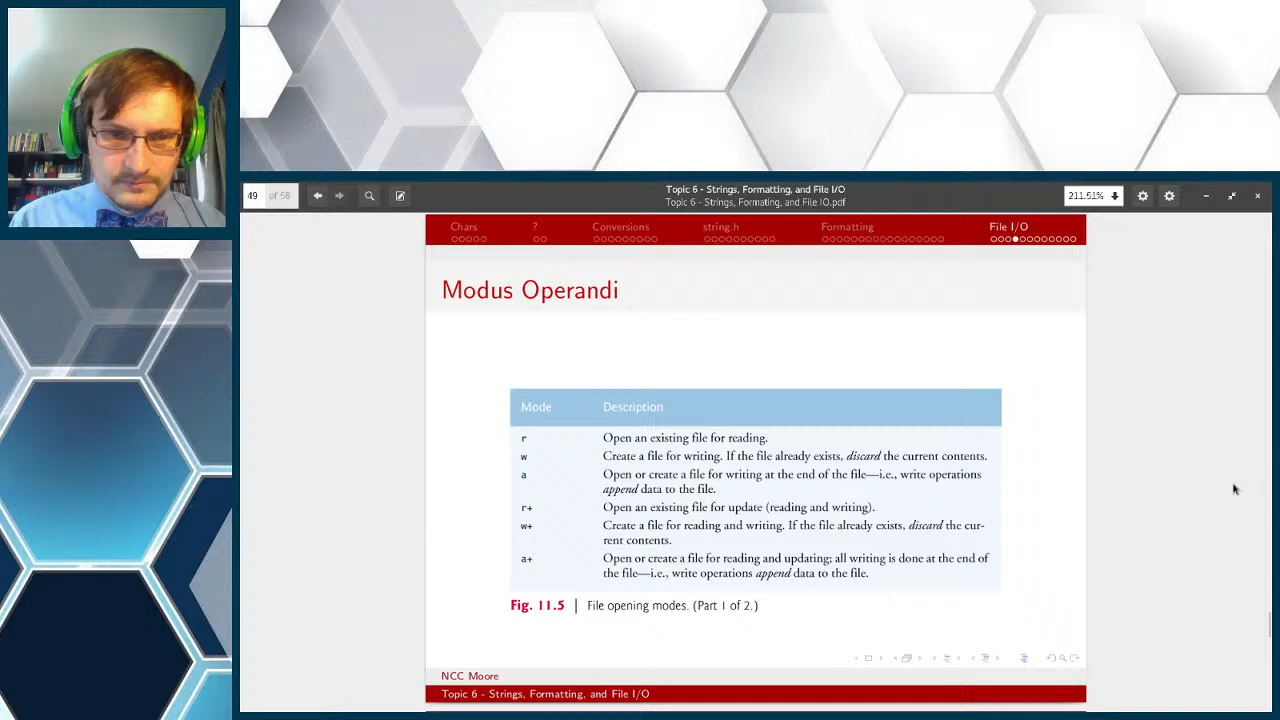 49 of 58
Topic 6 - Strings, Formatting, and File I/O
Topic 6 - Strings, Formating, and File IO.pdf
211.51%
Chars ? Conversions string.h Formatting File I/O
Modus Operandi
Mode Description
r Open an existing file for reading.
w Create a file for writing. If the file already exists, discard the current contents.
a Open or create a file for writing at the end of the file—i.e., write operations
append data to the file.
r+ Open an existing file for update (reading and writing).
w+ Create a file for reading and writing. If the file already exists, discard the cur-
rent contents.
a+ Open or create a file for reading and updating; all writing is done at the end of
the file—i.e., write operations append data to the file.
Fig. 11.5 | File opening modes. (Part 1 of 2.)
NCC Moore
Topic 6 - Strings, Formatting, and File I/O